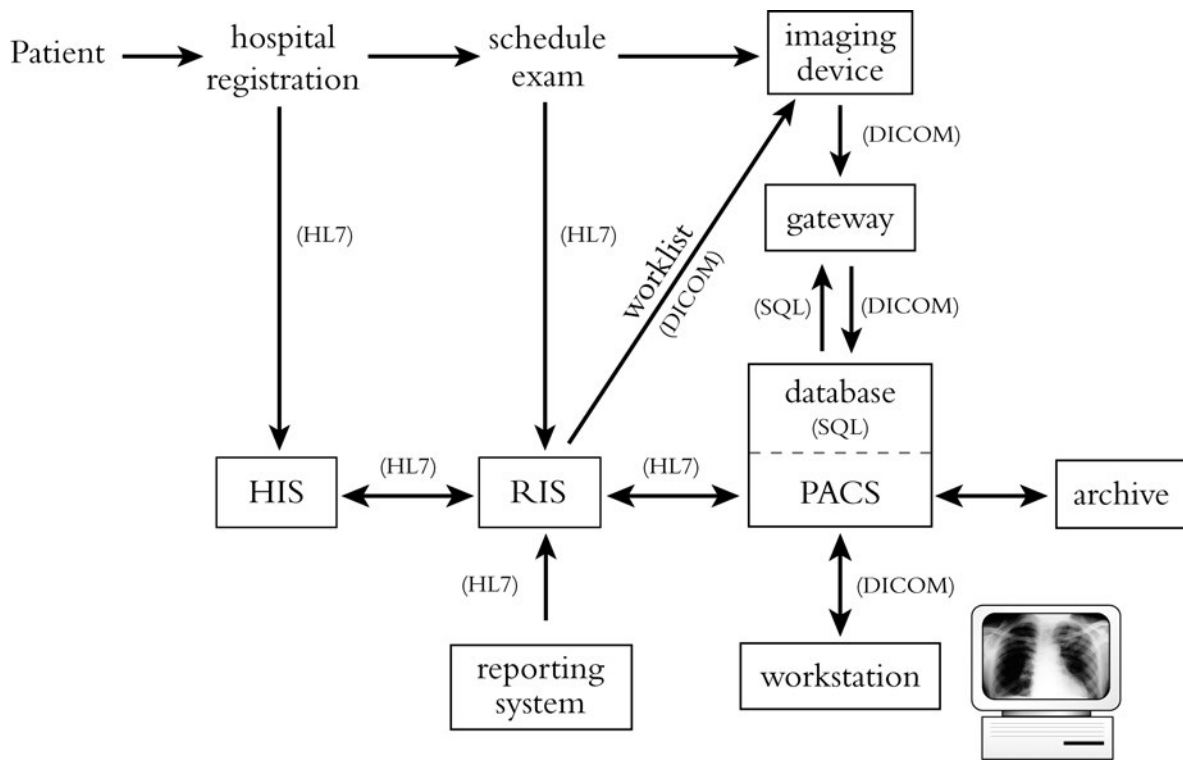 Patient
hospital
registration
schedule
exam
imaging
device
(DICOM)
gateway
(HL7)
(HL7)
worklist
(DICOM)
(SQL)
(DICOM)
database
(SQL)
HIS
(HL7)
RIS
(HL7)
PACS
archive
(HL7)
(DICOM)
reporting
system
workstation